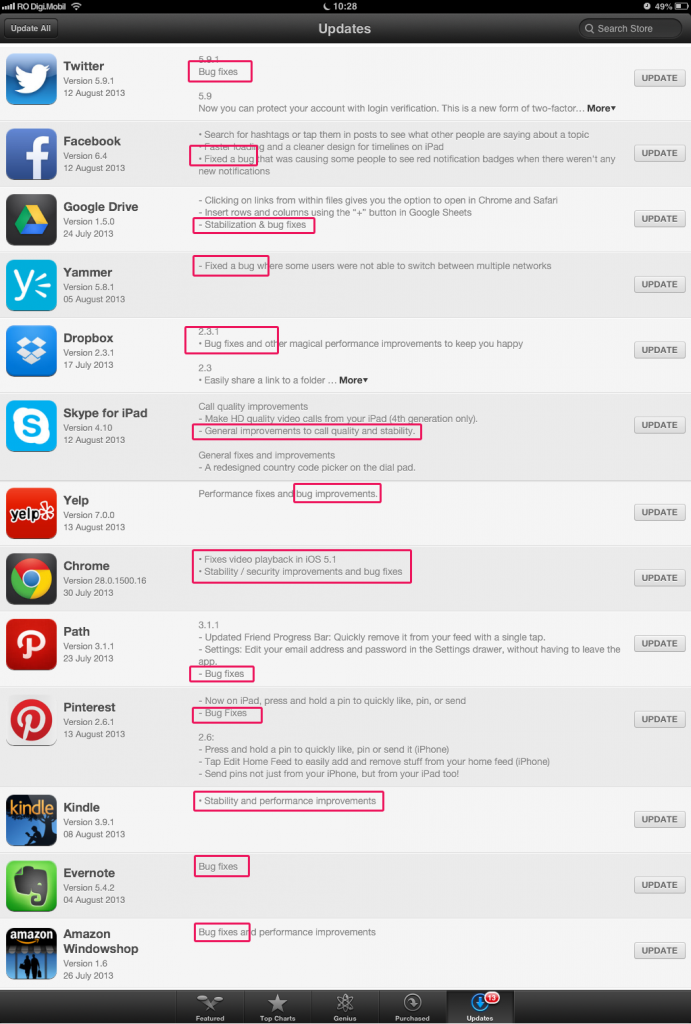 RO Digi.Mobil 10:28 49%
Update All Updates Search Store
Twitter
Version 5.9.1
12 August 2013
5.9.1
Bug fixes
5.9
Now you can protect your account with login verification. This is a new form of two-factor... More▾
UPDATE
Facebook
Version 6.4
12 August 2013
• Search for hashtags or tap them in posts to see what other people are saying about a topic
• Faster loading and a cleaner design for timelines on iPad
• Fixed a bug that was causing some people to see red notification badges when there weren't any
new notifications
UPDATE
Google Drive
Version 1.5.0
24 July 2013
- Clicking on links from within files gives you the option to open in Chrome and Safari
- Insert rows and columns using the "+" button in Google Sheets
- Stabilization & bug fixes
UPDATE
Yammer
Version 5.8.1
05 August 2013
- Fixed a bug where some users were not able to switch between multiple networks
UPDATE
Dropbox
Version 2.3.1
17 July 2013
2.3.1
• Bug fixes and other magical performance improvements to keep you happy
2.3
• Easily share a link to a folder ... More▾
UPDATE
Skype for iPad
Version 4.10
12 August 2013
Call quality improvements
- Make HD quality video calls from your iPad (4th generation only).
- General improvements to call quality and stability.
General fixes and improvements
- A redesigned country code picker on the dial pad.
UPDATE
yelp
Yelp
Version 7.0.0
13 August 2013
Performance fixes and bug improvements.
UPDATE
Chrome
Version 28.0.1500.16
30 July 2013
• Fixes video playback in iOS 5.1
• Stability / security improvements and bug fixes
UPDATE
Path
Version 3.1.1
23 July 2013
3.1.1
- Updated Friend Progress Bar: Quickly remove it from your feed with a single tap.
- Settings: Edit your email address and password in the Settings drawer, without having to leave the
app.
- Bug fixes
UPDATE
Pinterest
Version 2.6.1
13 August 2013
- Now on iPad, press and hold a pin to quickly like, pin, or send
- Bug Fixes
2.6:
- Press and hold a pin to quickly like, pin or send it (iPhone)
- Tap Edit Home Feed to easily add and remove stuff from your home feed (iPhone)
- Send pins not just from your iPhone, but from your iPad too!
UPDATE
kindle
Kindle
Version 3.9.1
08 August 2013
• Stability and performance improvements
UPDATE
Evernote
Version 5.4.2
04 August 2013
Bug fixes
UPDATE
amazon
Amazon
Windowshop
Version 1.6
26 July 2013
Bug fixes and performance improvements
UPDATE
13
Featured Top Charts Genius Purchased Updates